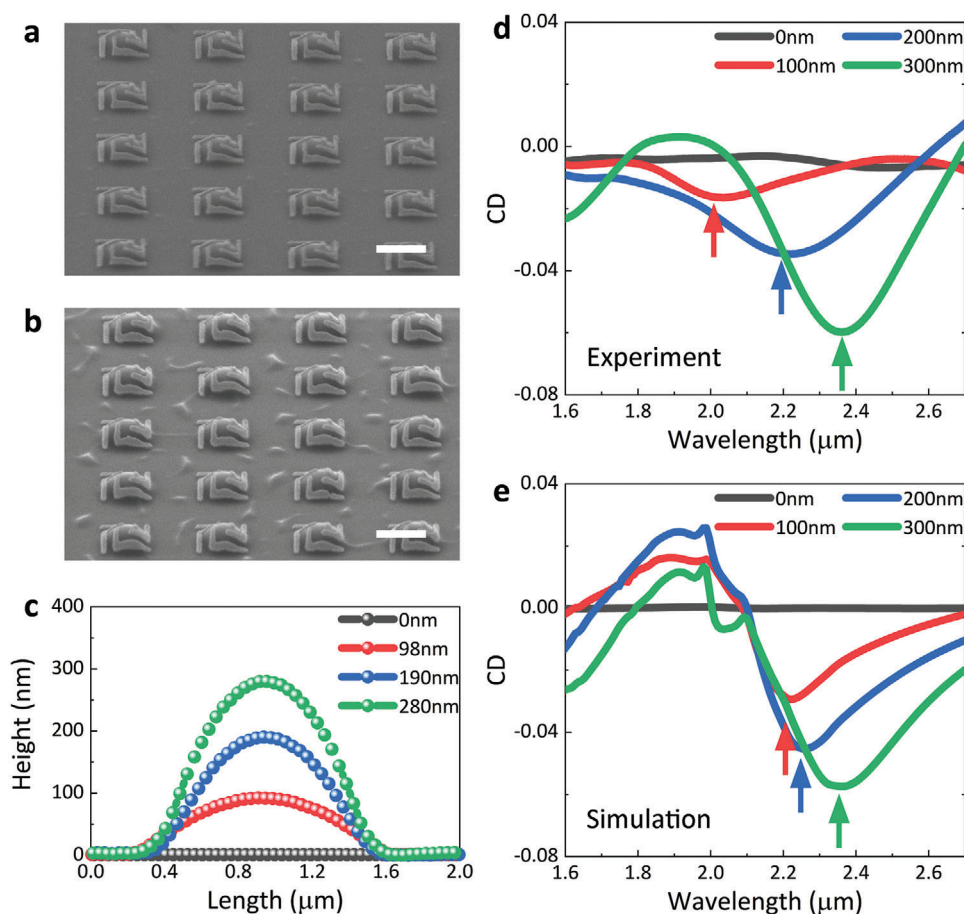 a
b
c
400
300
200
100
0
Height (nm)
0nm
98nm
190nm
280nm
0.0 0.4 0.8 1.2 1.6 2.0
Length (μm)
d
0.04
0.00
-0.04
-0.08
CD
0nm 200nm
100nm 300nm
Experiment
1.6 1.8 2.0 2.2 2.4 2.6
Wavelength (μm)
e
0.04
0.00
-0.04
-0.08
CD
0nm 200nm
100nm 300nm
Simulation
1.6 1.8 2.0 2.2 2.4 2.6
Wavelength (μm)